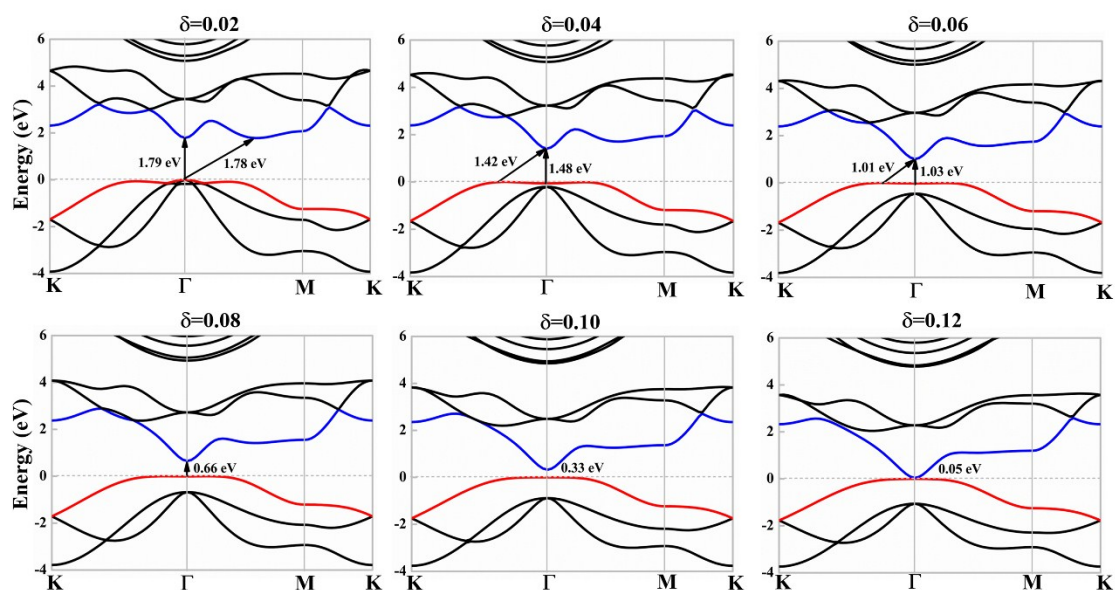 δ=0.02
δ=0.04
δ=0.06
Energy (eV)
6
4
2
0
-2
-4
1.79 eV
1.78 eV
K
Γ
M
K
6
4
2
0
-2
-4
1.42 eV
1.48 eV
K
Γ
M
K
6
4
2
0
-2
-4
1.01 eV
1.03 eV
K
Γ
M
K
δ=0.08
δ=0.10
δ=0.12
Energy (eV)
6
4
2
0
-2
-4
0.66 eV
K
Γ
M
K
6
4
2
0
-2
-4
0.33 eV
K
Γ
M
K
6
4
2
0
-2
-4
0.05 eV
K
Γ
M
K